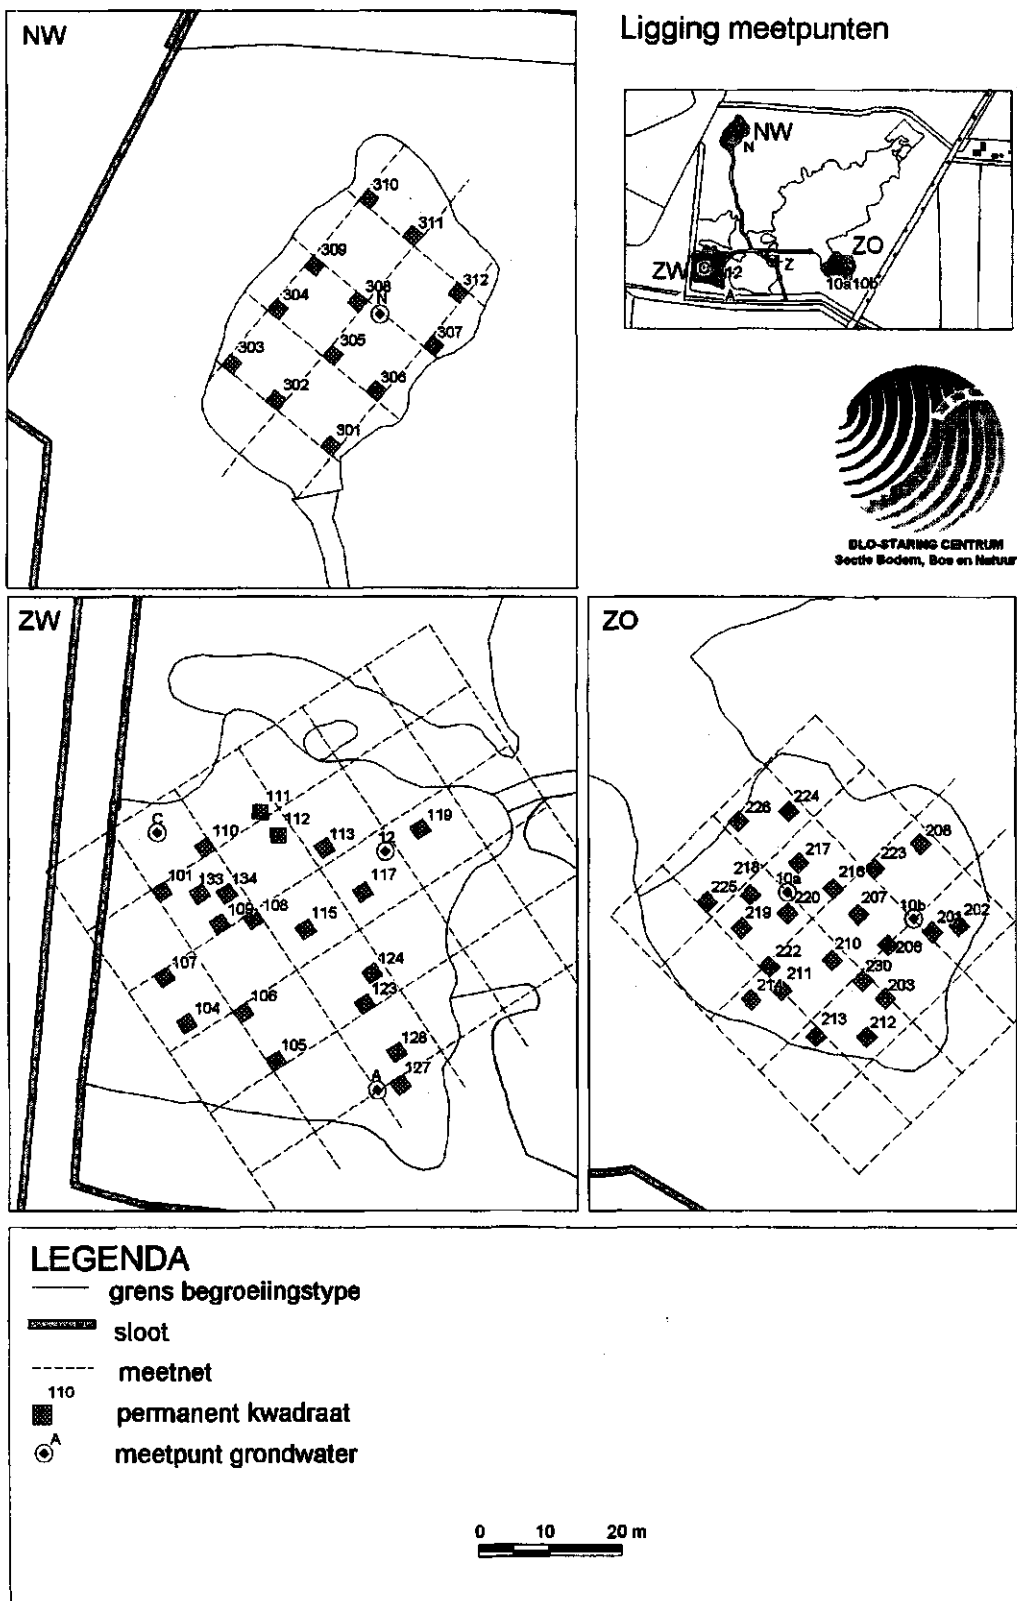 NW
310
311
309
312
308
N
304
307
305
303
306
302
301
Ligging meetpunten
NW
N
ZO
ZW
12
Z
10a 10b
A
BLO-STARING CENTRUM
Sectie Bodem, Bos en Natuur
ZW
111
C
112
119
110
113
12
101
133
134
117
109
108
115
107
124
123
104
106
128
105
127
A
ZO
226
224
208
217
223
218
10a
216
225
220
207
10b
202
219
201
206
222
210
211
230
214
203
213
212
LEGENDA
grens begroeiingstype
sloot
meetnet
110
permanent kwadraat
A
meetpunt grondwater
0 10 20 m